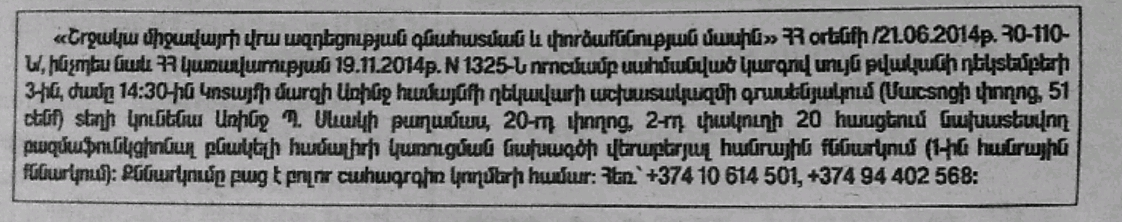 «Շրջակա միջավայրի վրա ազդեցության գնահատման և փորձաքննության մասին» ՀՀ օրենքի /21.06.2014թ. ՀՕ-110-
Ն/, ինչպես նաև ՀՀ կառավարության 19.11.2014թ. N 1325-Ն որոշմամբ սահմանված կարգով սույն թվականի դեկտեմբերի
3-ին, ժամը 14:30-ին Կոտայքի մարզի Առինջ համայնքի ղեկավարի աշխատակազմի գրասենյակում (Մաշտոցի փողոց, 51
շենք) տեղի կունենա Առինջ Պ. Սևակի թաղամաս, 20-րդ փողոց, 2-րդ փակուղի 20 հասցեում նախատեսվող
բազմաֆունկցիոնալ բնակելի համալիրի կառուցման նախագծի վերաբերյալ հանրային քննարկում (1-ին հանրային
քննարկում): Քննարկումը բաց է բոլոր շահագրգիռ կողմերի համար: Հեռ.՝ +374 10 614 501, +374 94 402 568: